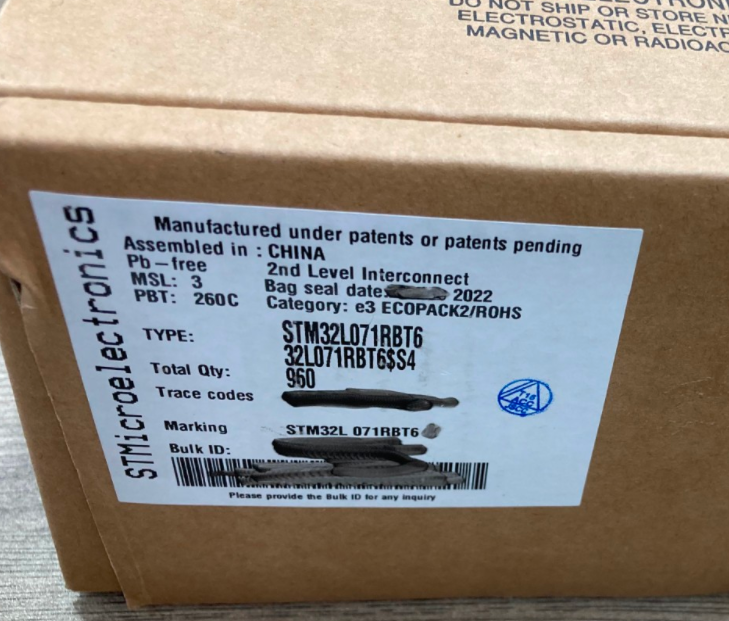 DO NOT SHIP OR STORE
ELECTROSTATIC,
MAGNETIC OR
STMicroelectronics
Manufactured under patents or patents pending
Assembled in : CHINA
Pb-free 2nd Level Interconnect
MSL: 3 Bag seal date: 2022
PBT: 260C Category: e3 ECOPACK2/ROHS
TYPE: STM32L071RBT6
32L071RBT6$S4
Total Qty: 960
Trace codes
Marking STM32L 071RBT6
Bulk ID:
Please provide the Bulk ID for any inquiry